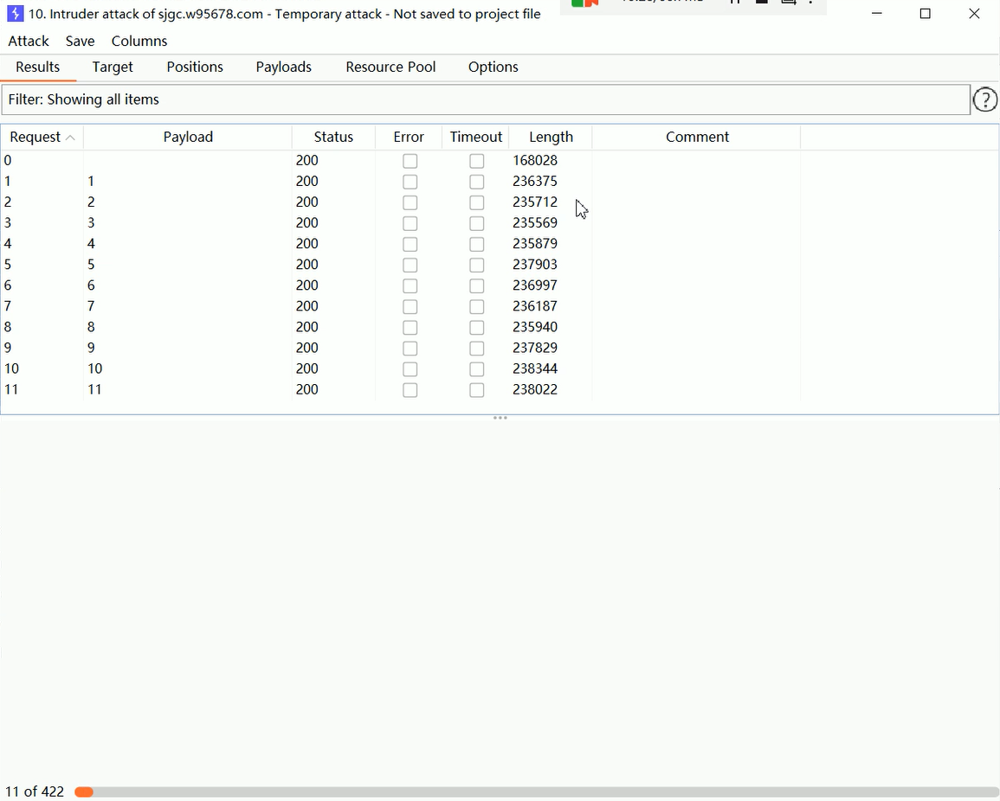 10. Intruder attack of sjgc.w95678.com - Temporary attack - Not saved to project file
Attack Save Columns
Results Target Positions Payloads Resource Pool Options
Filter: Showing all items
?
Request Payload Status Error Timeout Length Comment
0 200 168028
1 1 200 236375
2 2 200 235712
3 3 200 235569
4 4 200 235879
5 5 200 237903
6 6 200 236997
7 7 200 236187
8 8 200 235940
9 9 200 237829
10 10 200 238344
11 11 200 238022
11 of 422